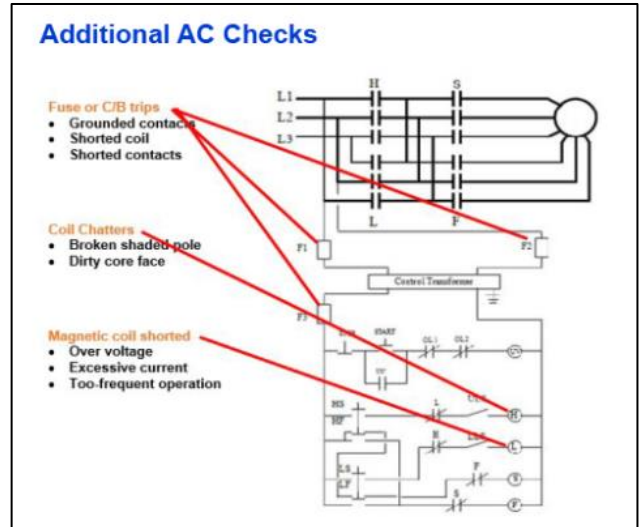 Additional AC Checks
H S
L1
L2
L3
L F
Fuse or C/B trips
• Grounded contacts
• Shorted coil
• Shorted contacts
Coil Chatters
• Broken shaded pole
• Dirty core face
F1 F2
Control Transformer
Magnetic coil shorted
• Over voltage
• Excessive current
• Too-frequent operation
F3
START OL1 OL2
UV
HS L H
HF
H L
LS F S
LF
S F